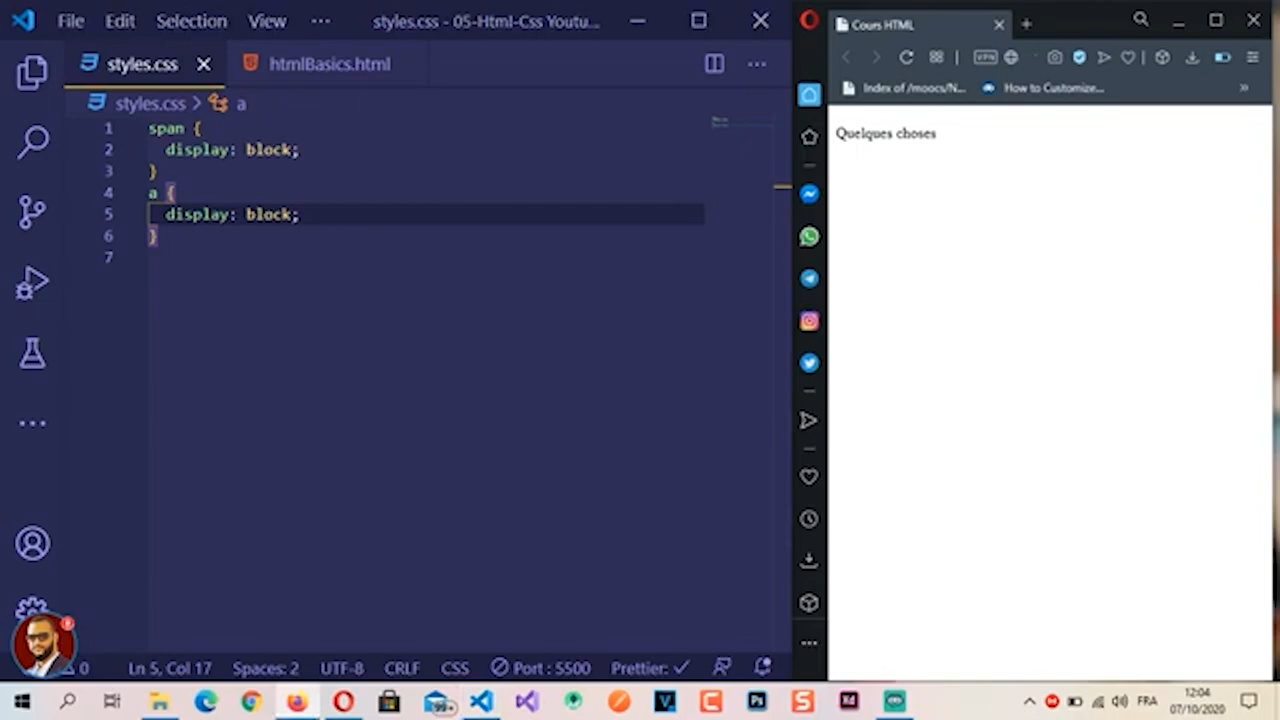 File Edit Selection View ··· styles.css - 05-Html-Css Youtu...
styles.css htmlBasics.html
styles.css > a
1 span {
2 display: block;
3 }
4 a {
5 display: block;
6 }
7
0 Ln 5, Col 17 Spaces: 2 UTF-8 CRLF CSS Port : 5500 Prettier: ✓
Cours HTML
VPN
Index of /moocs/N... How to Customize... »
Quelques choses
99+
FRA
12:04
07/10/2020